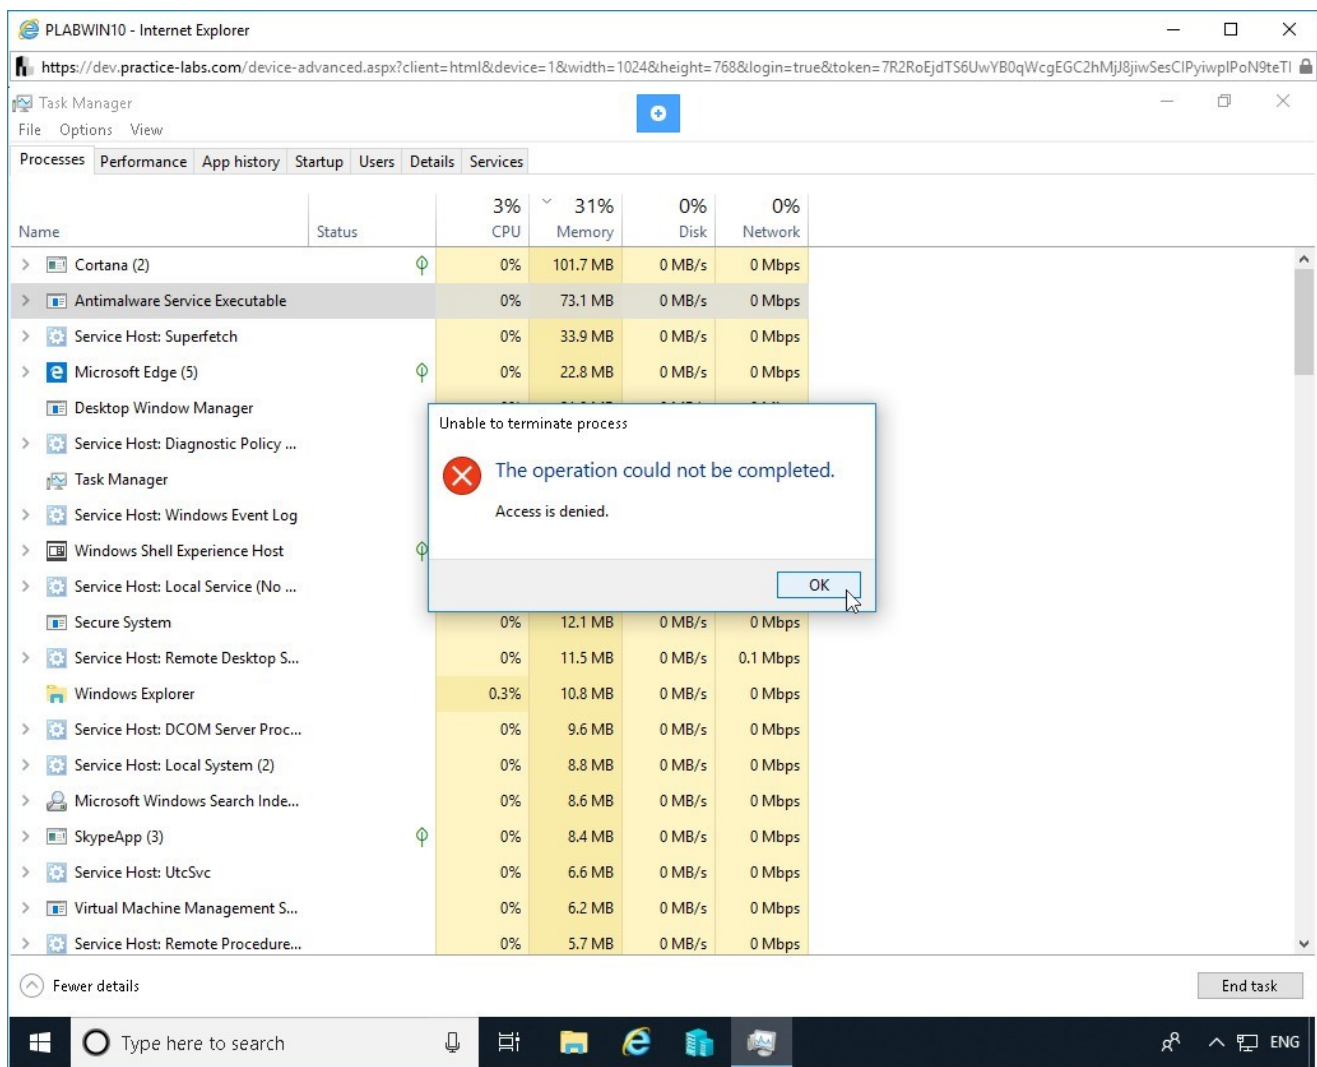 PLABWIN10 - Internet Explorer
https://dev.practice-labs.com/device-advanced.aspx?client=html&device=1&width=1024&height=768&login=true&token=7R2RoEjdTS6UwYB0qWcgEGC2hMjJ8jiwSesCIPyiwpIPoN9teTI
Task Manager
File Options View
Processes Performance App history Startup Users Details Services
3% 31% 0% 0%
Name Status CPU Memory Disk Network
Cortana (2) 0% 101.7 MB 0 MB/s 0 Mbps
Antimalware Service Executable 0% 73.1 MB 0 MB/s 0 Mbps
Service Host: Superfetch 0% 33.9 MB 0 MB/s 0 Mbps
Microsoft Edge (5) 0% 22.8 MB 0 MB/s 0 Mbps
Desktop Window Manager
Unable to terminate process
Service Host: Diagnostic Policy ...
The operation could not be completed.
Task Manager
Access is denied.
Service Host: Windows Event Log
Windows Shell Experience Host
Service Host: Local Service (No ...
OK
Secure System 0% 12.1 MB 0 MB/s 0 Mbps
Service Host: Remote Desktop S... 0% 11.5 MB 0 MB/s 0.1 Mbps
Windows Explorer 0.3% 10.8 MB 0 MB/s 0 Mbps
Service Host: DCOM Server Proc... 0% 9.6 MB 0 MB/s 0 Mbps
Service Host: Local System (2) 0% 8.8 MB 0 MB/s 0 Mbps
Microsoft Windows Search Inde... 0% 8.6 MB 0 MB/s 0 Mbps
SkypeApp (3) 0% 8.4 MB 0 MB/s 0 Mbps
Service Host: UtcSvc 0% 6.6 MB 0 MB/s 0 Mbps
Virtual Machine Management S... 0% 6.2 MB 0 MB/s 0 Mbps
Service Host: Remote Procedure... 0% 5.7 MB 0 MB/s 0 Mbps
Fewer details End task
Type here to search ENG